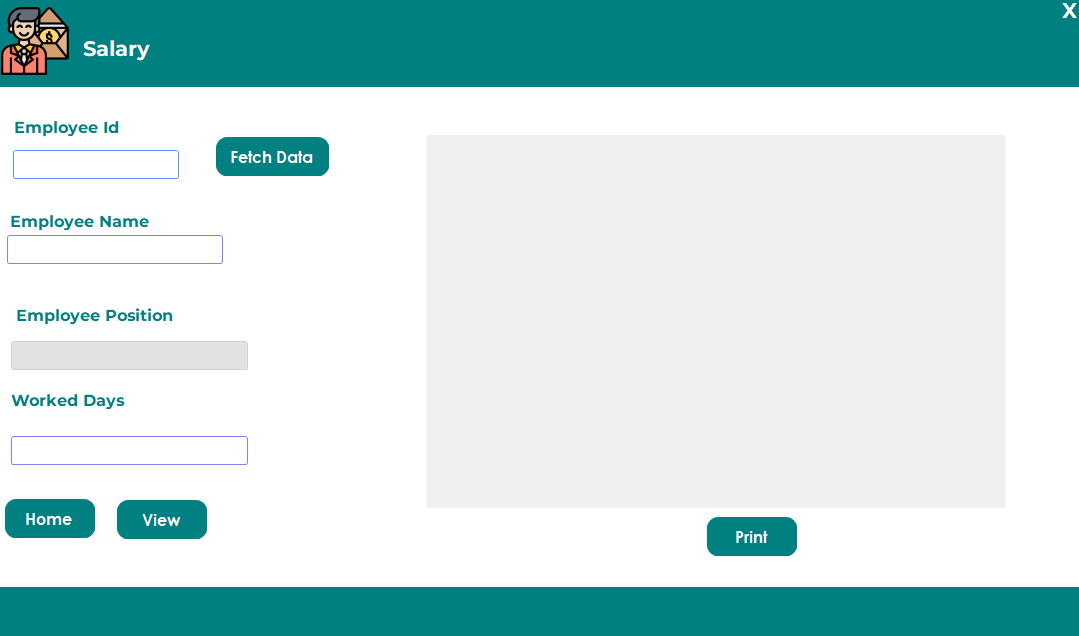 X
Salary
Employee Id
Fetch Data
Employee Name
Employee Position
Worked Days
Home
View
Print